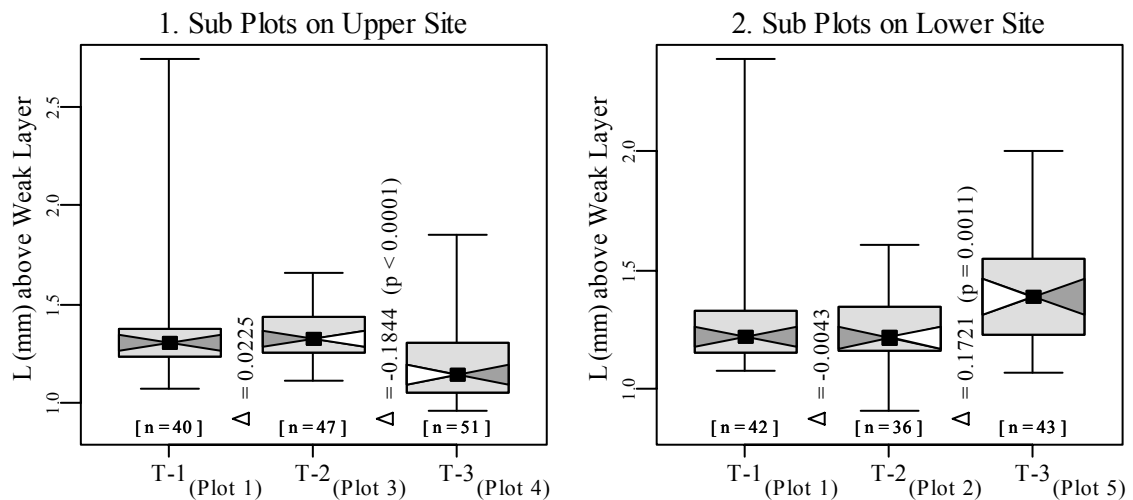 1. Sub Plots on Upper Site
L (mm) above Weak Layer
2.5
2.0
1.5
1.0
Δ = 0.0225
Δ = -0.1844 (p < 0.0001)
[ n = 40 ] [ n = 47 ] [ n = 51 ]
T-1 (Plot 1) T-2 (Plot 3) T-3 (Plot 4)
2. Sub Plots on Lower Site
L (mm) above Weak Layer
2.0
1.5
1.0
Δ = -0.0043
Δ = 0.1721 (p = 0.0011)
[ n = 42 ] [ n = 36 ] [ n = 43 ]
T-1 (Plot 1) T-2 (Plot 2) T-3 (Plot 5)